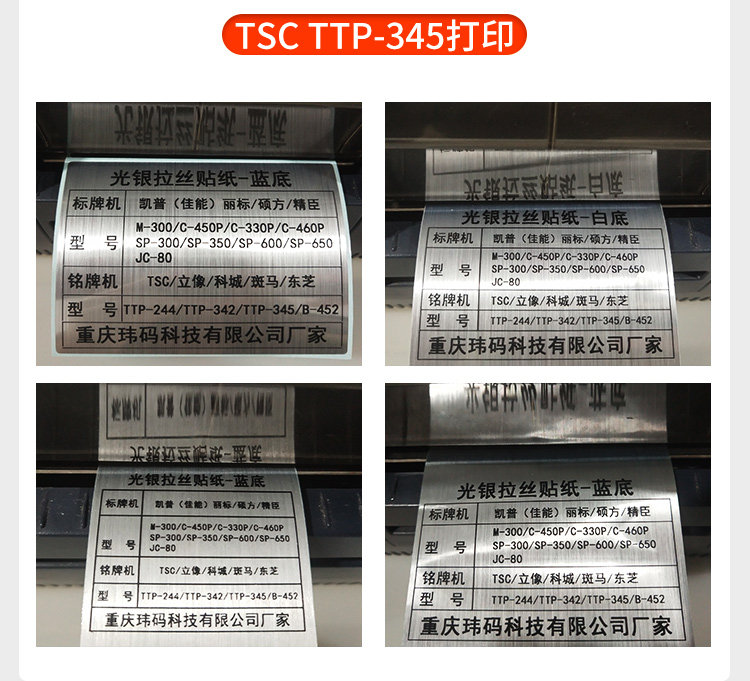 TSC TTP-345打印
光银拉丝贴纸-蓝底
标牌机 凯普（佳能）丽标/硕方/精臣
型 号 M-300/C-450P/C-330P/C-460P
SP-300/SP-350/SP-600/SP-650
JC-80
铭牌机 TSC/立像/科城/斑马/东芝
型 号 TTP-244/TTP-342/TTP-345/B-452
重庆玮码科技有限公司厂家
光银拉丝贴纸-白底
标牌机 凯普（佳能）丽标/硕方/精臣
型 号 M-300/C-450P/C-330P/C-460P
SP-300/SP-350/SP-600/SP-650
JC-80
铭牌机 TSC/立像/科城/斑马/东芝
型 号 TTP-244/TTP-342/TTP-345/B-452
重庆玮码科技有限公司厂家
光银拉丝贴纸-蓝底
标牌机 凯普（佳能）丽标/硕方/精臣
型 号 M-300/C-450P/C-330P/C-460P
SP-300/SP-350/SP-600/SP-650
JC-80
铭牌机 TSC/立像/科城/斑马/东芝
型 号 TTP-244/TTP-342/TTP-345/B-452
重庆玮码科技有限公司厂家
光银拉丝贴纸-蓝底
标牌机 凯普（佳能）丽标/硕方/精臣
型 号 M-300/C-450P/C-330P/C-460P
SP-300/SP-350/SP-600/SP-650
JC-80
铭牌机 TSC/立像/科城/斑马/东芝
型 号 TTP-244/TTP-342/TTP-345/B-452
重庆玮码科技有限公司厂家